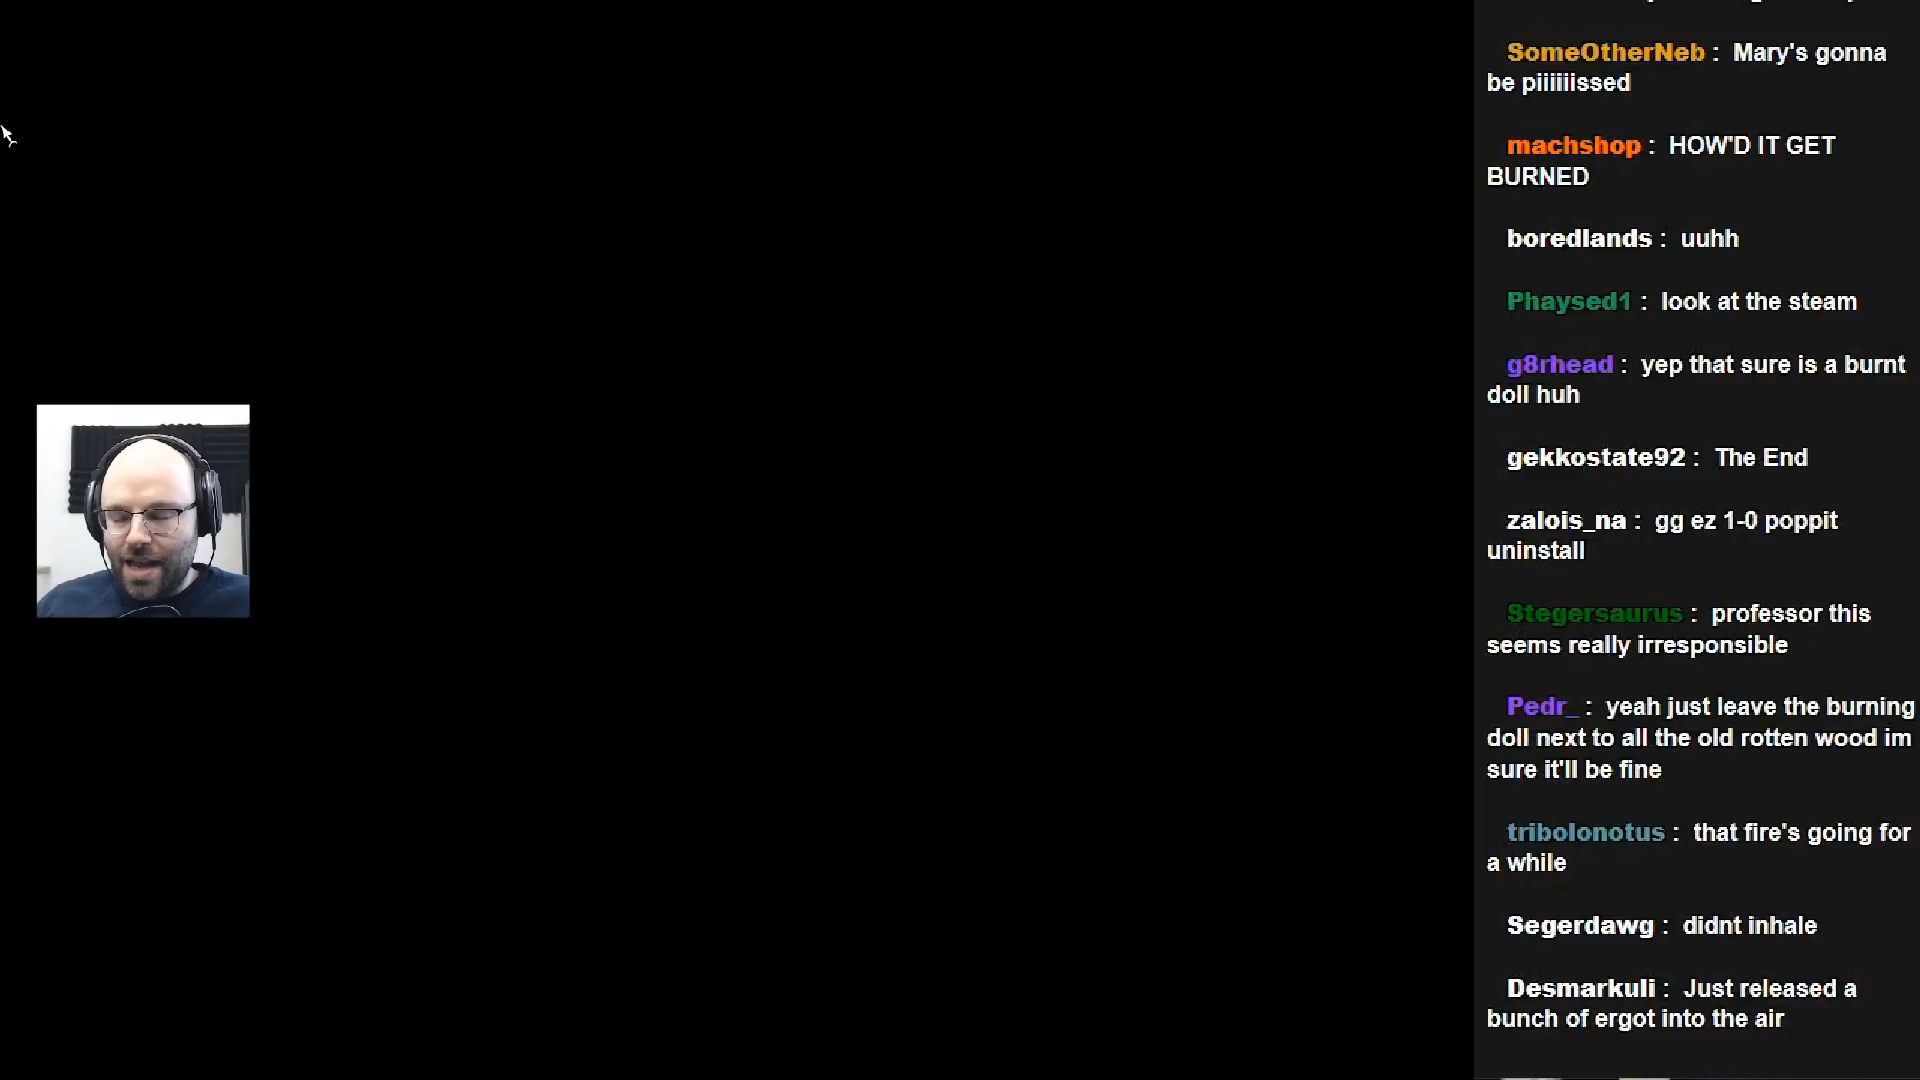 SomeOtherNeb : Mary's gonna
be piiiiiissed
machshop : HOW'D IT GET
BURNED
boredlands : uuhh
Phaysed1 : look at the steam
g8rhead : yep that sure is a burnt
doll huh
gekkostate92 : The End
zalois_na : gg ez 1-0 poppit
uninstall
Stegersaurus : professor this
seems really irresponsible
Pedr_ : yeah just leave the burning
doll next to all the old rotten wood im
sure it'll be fine
tribolonotus : that fire's going for
a while
Segerdawg : didnt inhale
Desmarkuli : Just released a
bunch of ergot into the air